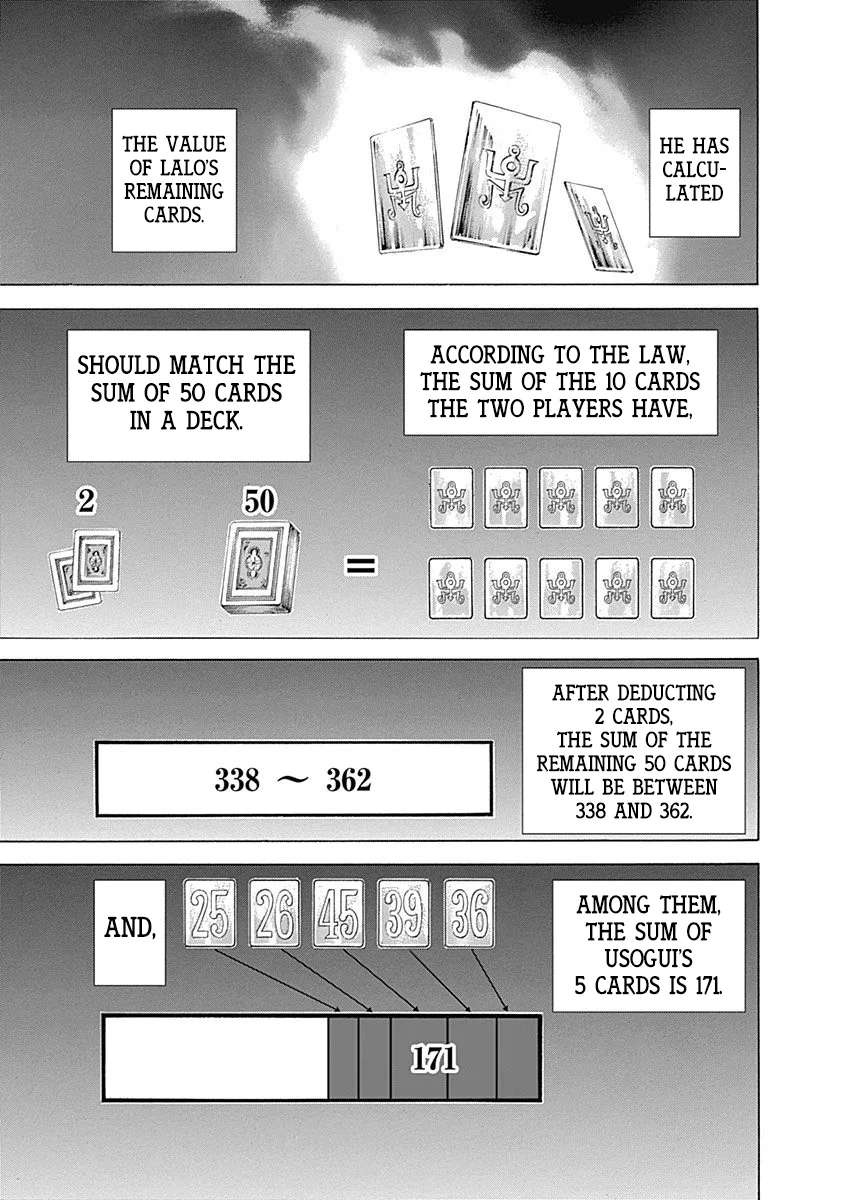 HE HAS
CALCU-
LATED
THE VALUE
OF LALO'S
REMAINING
CARDS.
ACCORDING TO THE LAW,
THE SUM OF THE 10 CARDS
THE TWO PLAYERS HAVE,
SHOULD MATCH THE
SUM OF 50 CARDS
IN A DECK.
2
50
=
AFTER DEDUCTING
2 CARDS,
THE SUM OF THE
REMAINING 50 CARDS
WILL BE BETWEEN
338 AND 362.
338 ～ 362
AMONG THEM,
THE SUM OF
USOGUI'S
5 CARDS IS 171.
25 26 45 39 36
171
AND,